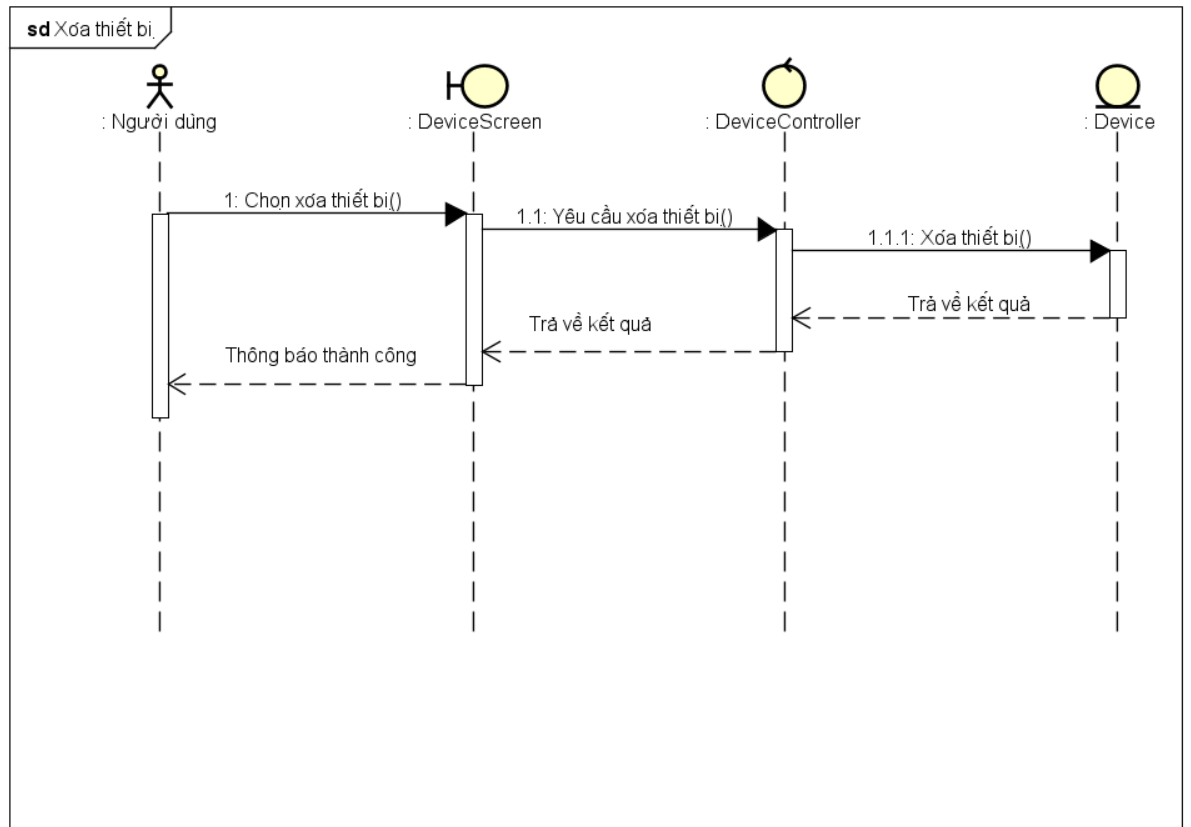 sd Xóa thiết bị
: Người dùng
: DeviceScreen
: DeviceController
: Device
1: Chọn xóa thiết bị()
1.1: Yêu cầu xóa thiết bị()
1.1.1: Xóa thiết bị()
Trả về kết quả
Trả về kết quả
Thông báo thành công